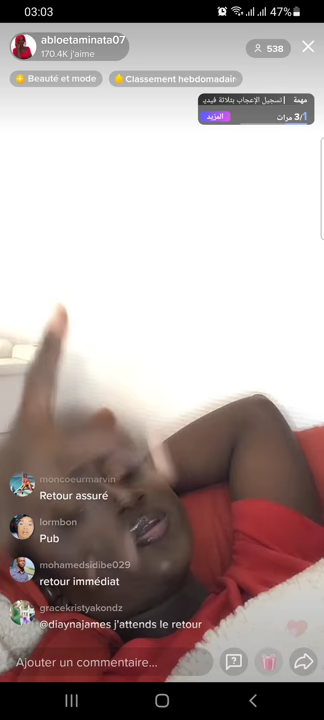 03:03
47%
abloetaminata07
170.4K j'aime
538
Beauté et mode
Classement hebdomadair
مهمة | تسجيل الإعجاب بثلاثة فيدي
3/1 مرات
المزيد
moncoeurmarvin
Retour assuré
lormbon
Pub
mohamedsidibe029
retour immédiat
gracekristyakondz
@diaynajames j'attends le retour
Ajouter un commentaire...